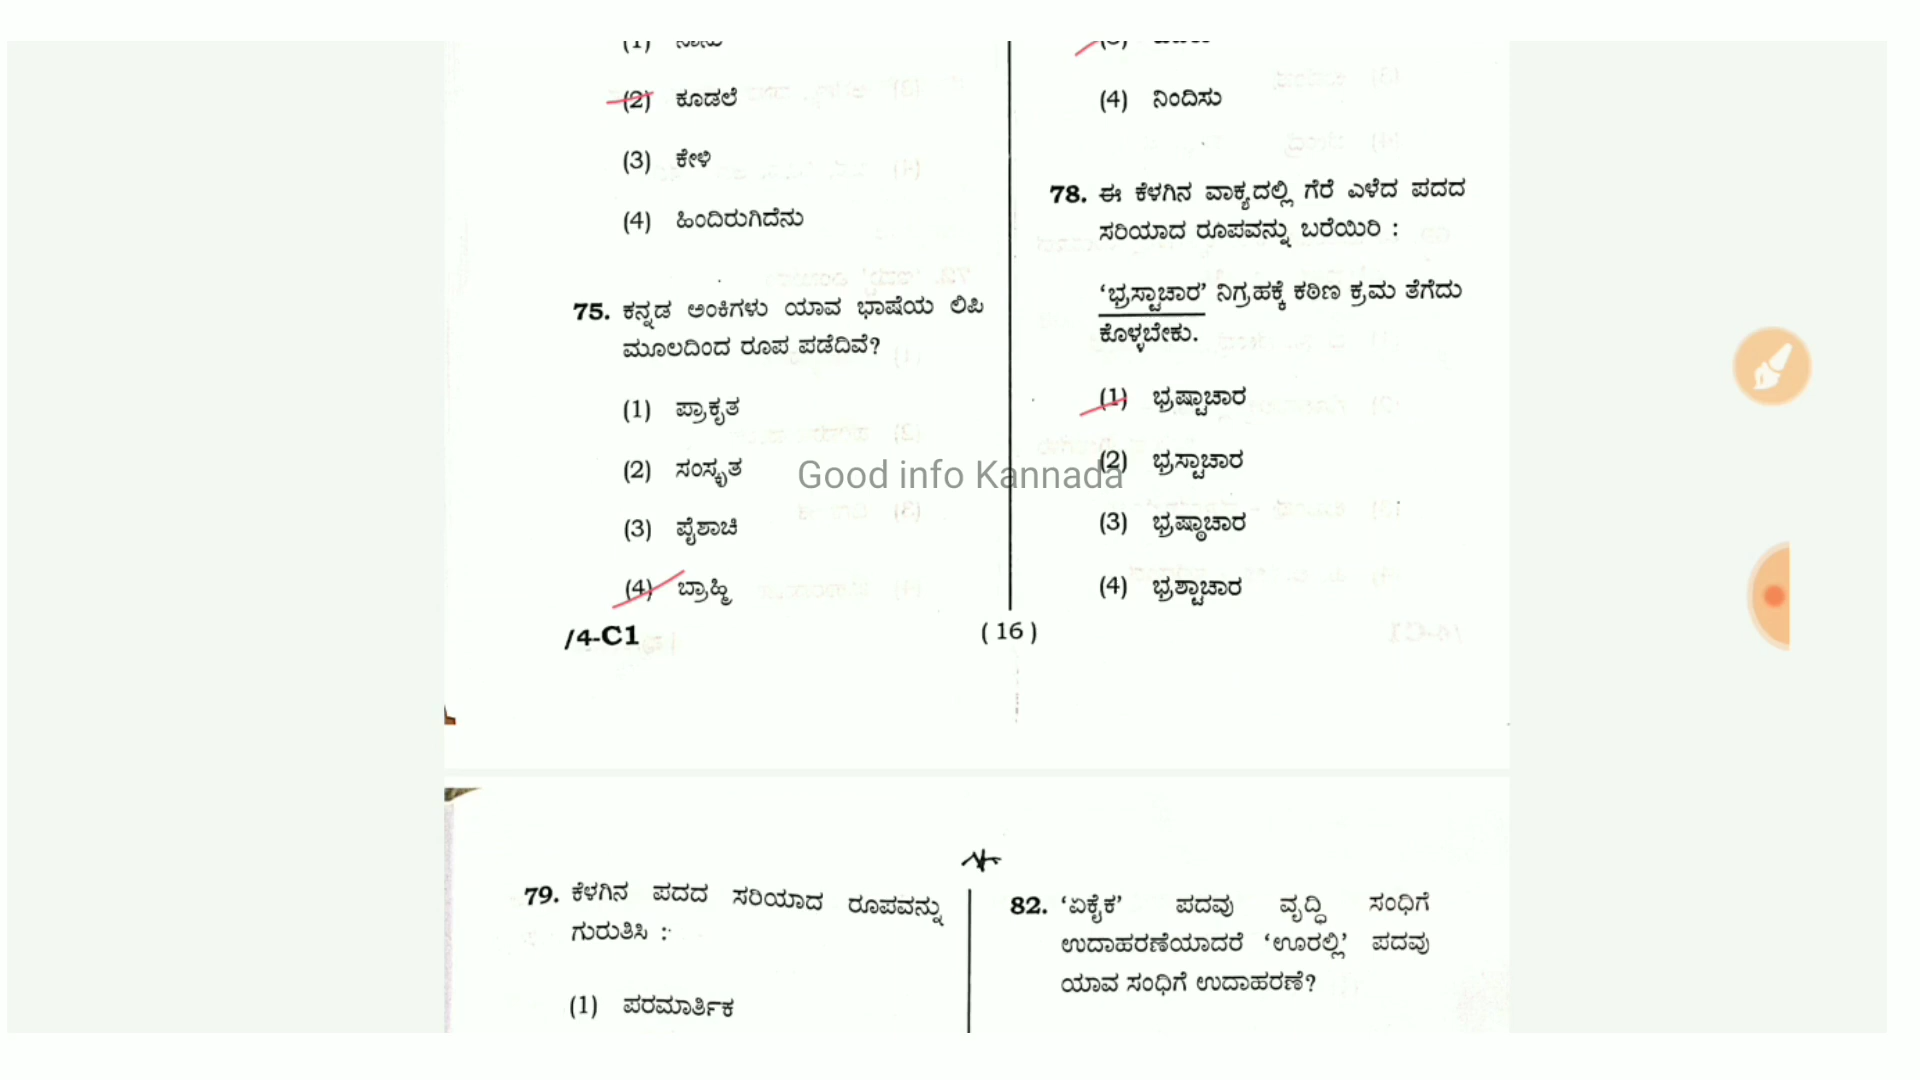 (2) ಕೂಡಲೆ
(3) ಕೇಳಿ
(4) ಹಿಂದಿರುಗಿದೆನು
75. ಕನ್ನಡ ಅಂಕಿಗಳು ಯಾವ ಭಾಷೆಯ ಲಿಪಿ
ಮೂಲದಿಂದ ರೂಪ ಪಡೆದಿವೆ?
(1) ಪ್ರಾಕೃತ
(2) ಸಂಸ್ಕೃತ
(3) ಪೈಶಾಚಿ
(4) ಬ್ರಾಹ್ಮಿ
/4-C1
(4) ನಿಂದಿಸು
78. ಈ ಕೆಳಗಿನ ವಾಕ್ಯದಲ್ಲಿ ಗೆರೆ ಎಳೆದ ಪದದ
ಸರಿಯಾದ ರೂಪವನ್ನು ಬರೆಯಿರಿ :
‘ಭ್ರಸ್ಟಾಚಾರ’ ನಿಗ್ರಹಕ್ಕೆ ಕಠಿಣ ಕ್ರಮ ತೆಗೆದು
ಕೊಳ್ಳಬೇಕು.
(1) ಭ್ರಷ್ಟಾಚಾರ
(2) ಭ್ರಸ್ಟಾಚಾರ
(3) ಭ್ರಷ್ಠಾಚಾರ
(4) ಭ್ರಶ್ಟಾಚಾರ
( 16 )
Good info Kannada
79. ಕೆಳಗಿನ ಪದದ ಸರಿಯಾದ ರೂಪವನ್ನು
ಗುರುತಿಸಿ :
(1) ಪರಮಾರ್ತಿಕ
82. ‘ಏಕೈಕ’ ಪದವು ವೃದ್ಧಿ ಸಂಧಿಗೆ
ಉದಾಹರಣೆಯಾದರೆ ‘ಊರಲ್ಲಿ’ ಪದವು
ಯಾವ ಸಂಧಿಗೆ ಉದಾಹರಣೆ?